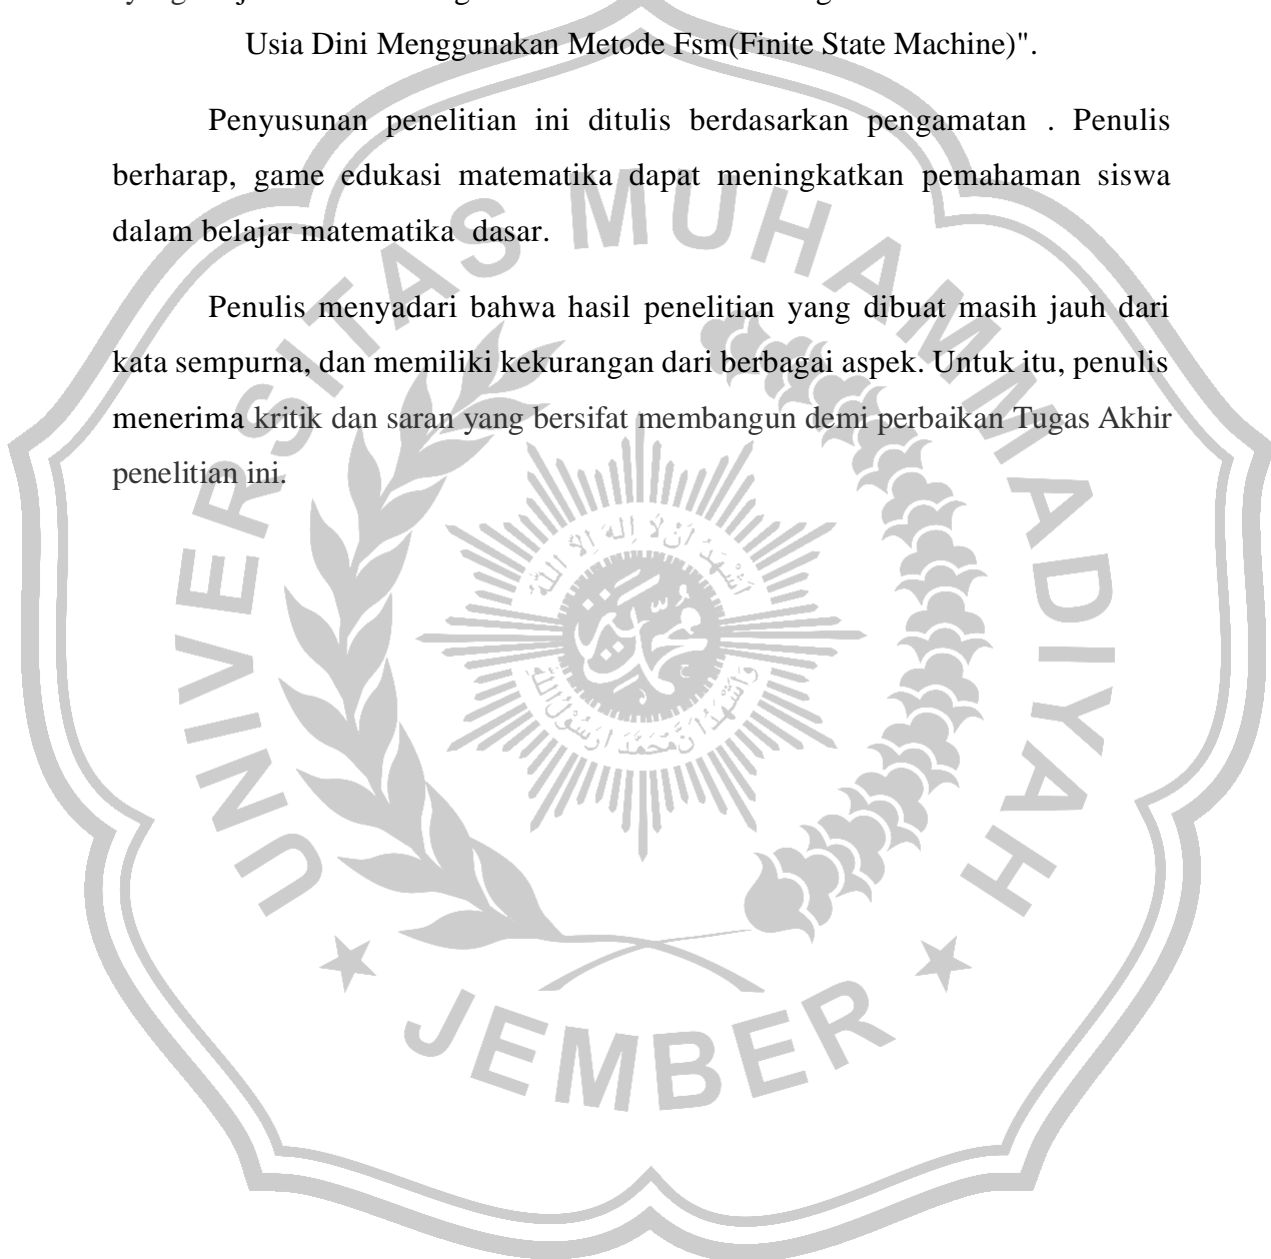 Usia Dini Menggunakan Metode Fsm(Finite State Machine)".
Penyusunan penelitian ini ditulis berdasarkan pengamatan . Penulis
berharap, game edukasi matematika dapat meningkatkan pemahaman siswa
dalam belajar matematika dasar.
Penulis menyadari bahwa hasil penelitian yang dibuat masih jauh dari
kata sempurna, dan memiliki kekurangan dari berbagai aspek. Untuk itu, penulis
menerima kritik dan saran yang bersifat membangun demi perbaikan Tugas Akhir
penelitian ini.
UNIVERSITAS MUHAMMADIYAH
JEMBER